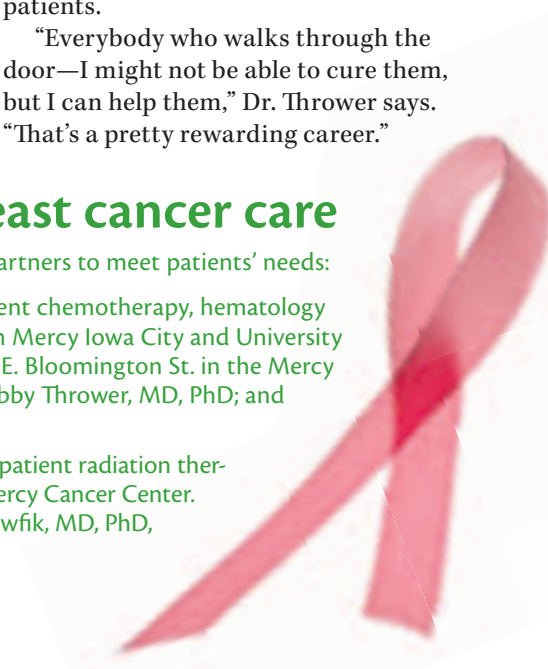 patients.
“Everybody who walks through the
door—I might not be able to cure them,
but I can help them,” Dr. Thrower says.
“That’s a pretty rewarding career.”
east cancer care
artners to meet patients’ needs:
ent chemotherapy, hematology
n Mercy Iowa City and University
E. Bloomington St. in the Mercy
bby Thrower, MD, PhD; and
patient radiation ther-
ercy Cancer Center.
wfik, MD, PhD,